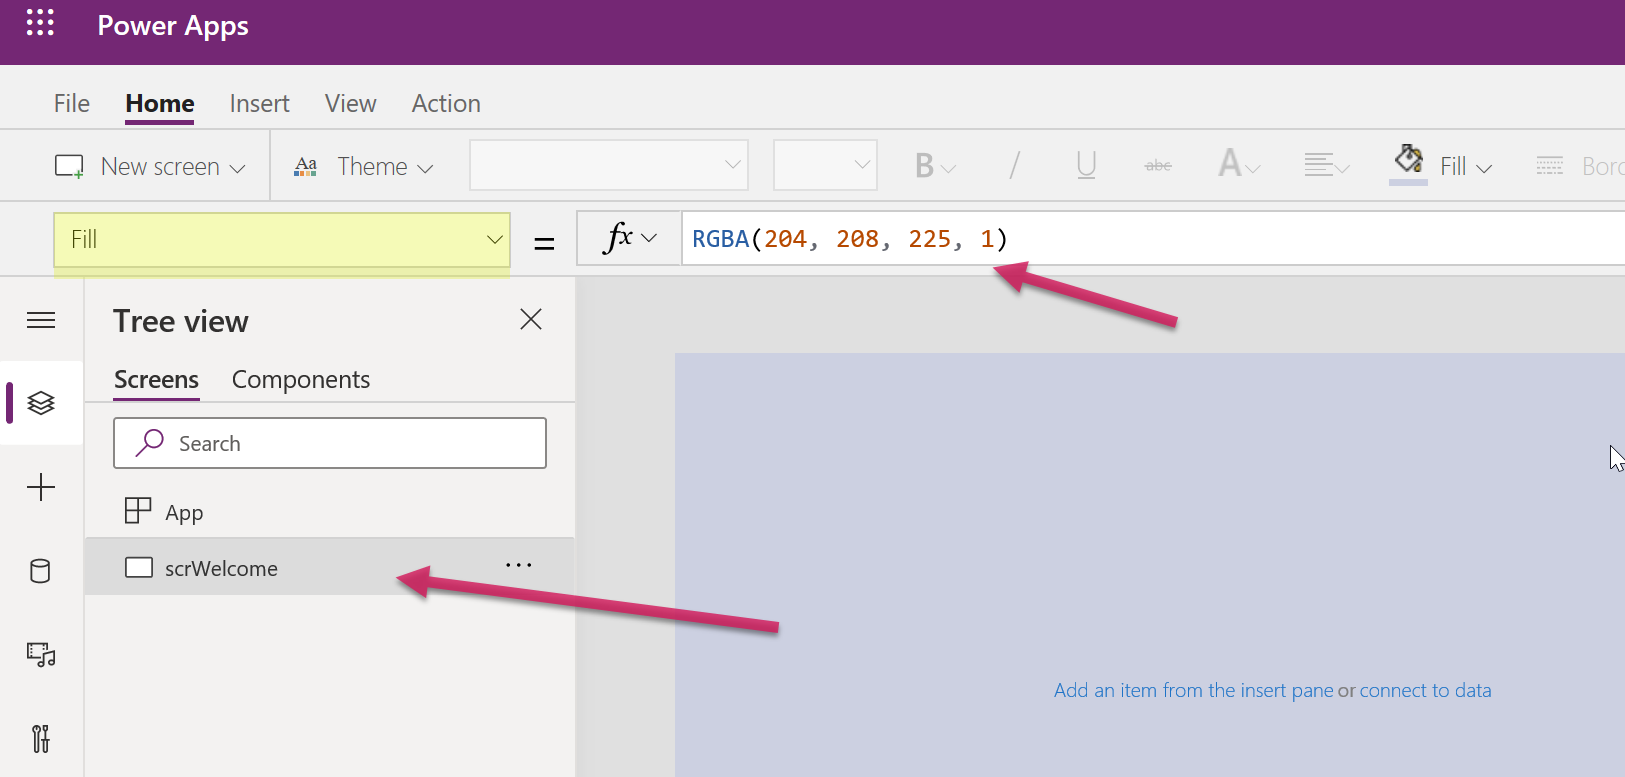 Power Apps
File Home Insert View Action
New screen Aa Theme B / U abc A Fill Bord
Fill = fx RGBA(204, 208, 225, 1)
Tree view
Screens Components
Search
App
scrWelcome ...
Add an item from the insert pane or connect to data